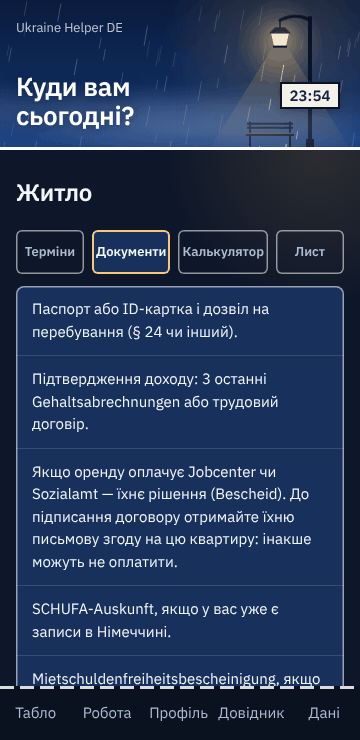 Ukraine Helper DE
Куди вам
сьогодні?
23:54
Житло
Терміни
Документи
Калькулятор
Лист
Паспорт або ID-картка і дозвіл на
перебування (§ 24 чи інший).
Підтвердження доходу: 3 останні
Gehaltsabrechnungen або трудовий
договір.
Якщо оренду оплачує Jobcenter чи
Sozialamt — їхнє рішення (Bescheid). До
підписання договору отримайте їхню
письмову згоду на цю квартиру: інакше
можуть не оплатити.
SCHUFA-Auskunft, якщо у вас уже є
записи в Німеччині.
Mietschuldenfreiheitsbescheinigung, якщо
Табло
Робота
Профіль
Довідник
Дані